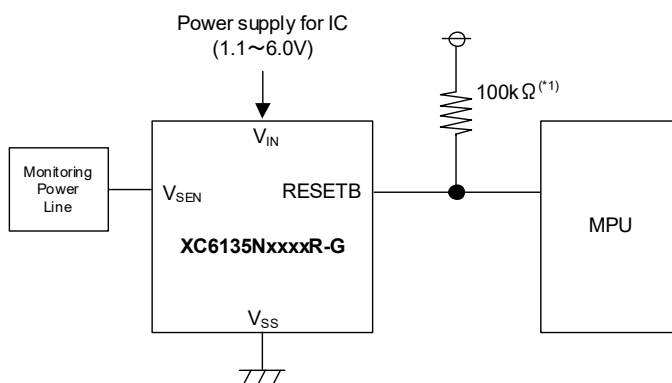 Power supply for IC
(1.1～6.0V)
100kΩ(*1)
VIN
Monitoring
Power
Line
VSEN
RESETB
MPU
XC6135NxxxxR-G
VSS